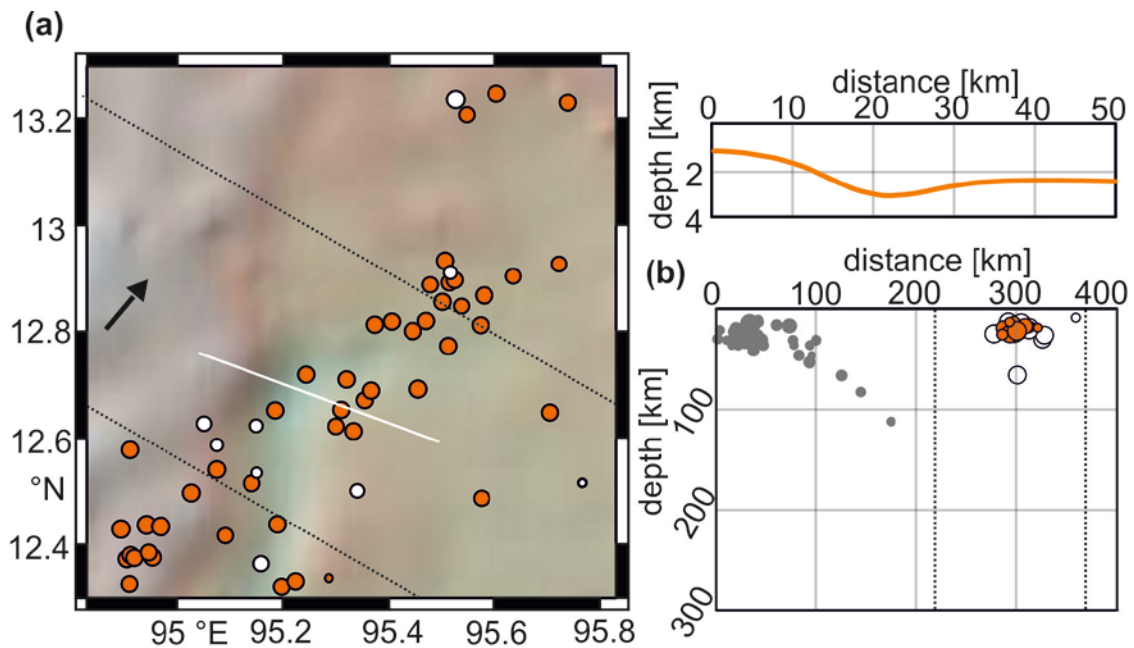 (a)
13.2
13
12.8
12.6
°N
12.4
95 °E
95.2
95.4
95.6
95.8
distance [km]
0 10 20 30 40 50
depth [km]
2
4
(b)
distance [km]
0 100 200 300 400
depth [km]
100
200
300